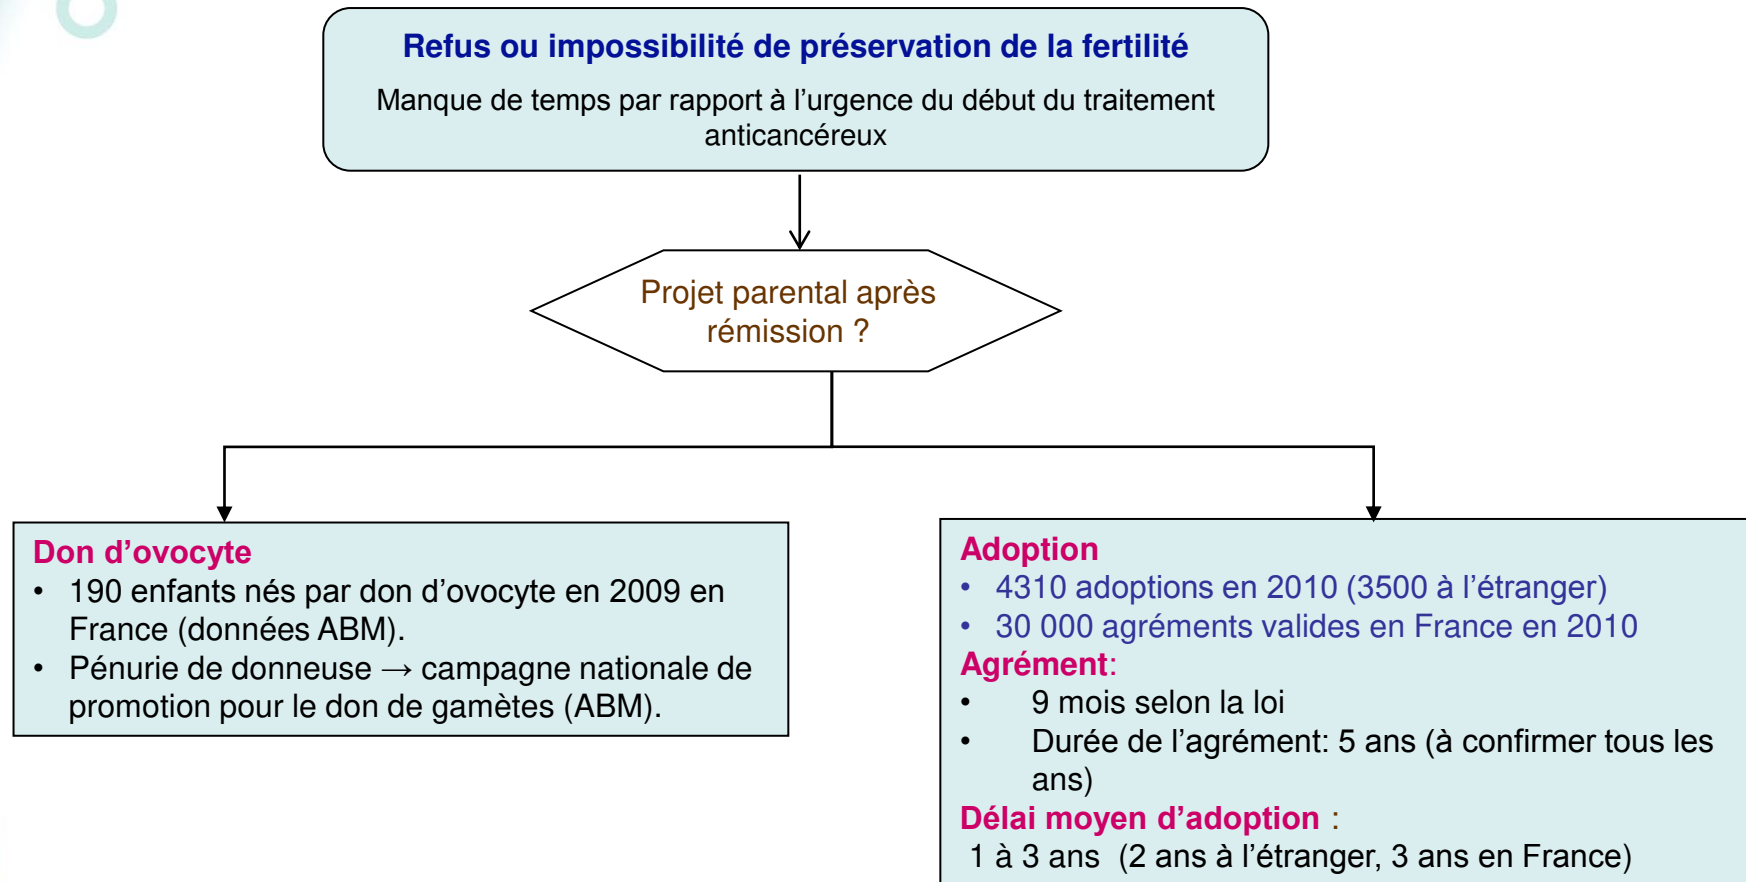 Refus ou impossibilité de préservation de la fertilité
Manque de temps par rapport à l’urgence du début du traitement
anticancéreux
Projet parental après
rémission ?
Don d’ovocyte
• 190 enfants nés par don d’ovocyte en 2009 en
France (données ABM).
• Pénurie de donneuse → campagne nationale de
promotion pour le don de gamètes (ABM).
Adoption
• 4310 adoptions en 2010 (3500 à l’étranger)
• 30 000 agréments valides en France en 2010
Agrément:
• 9 mois selon la loi
• Durée de l’agrément: 5 ans (à confirmer tous les
ans)
Délai moyen d’adoption :
1 à 3 ans (2 ans à l’étranger, 3 ans en France)